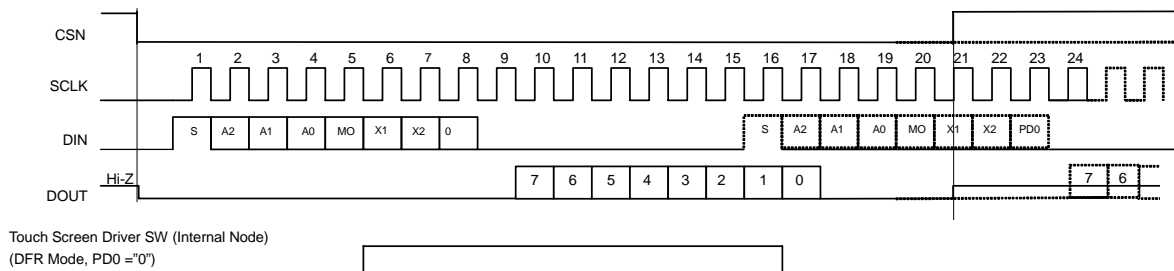 CSN
1 2 3 4 5 6 7 8 9 10 11 12 13 14 15 16 17 18 19 20 21 22 23 24
SCLK
DIN S A2 A1 A0 MO X1 X2 0 S A2 A1 A0 MO X1 X2 PD0
Hi-Z 7 6 5 4 3 2 1 0 7 6
DOUT
Touch Screen Driver SW (Internal Node)
(DFR Mode, PD0 ="0")